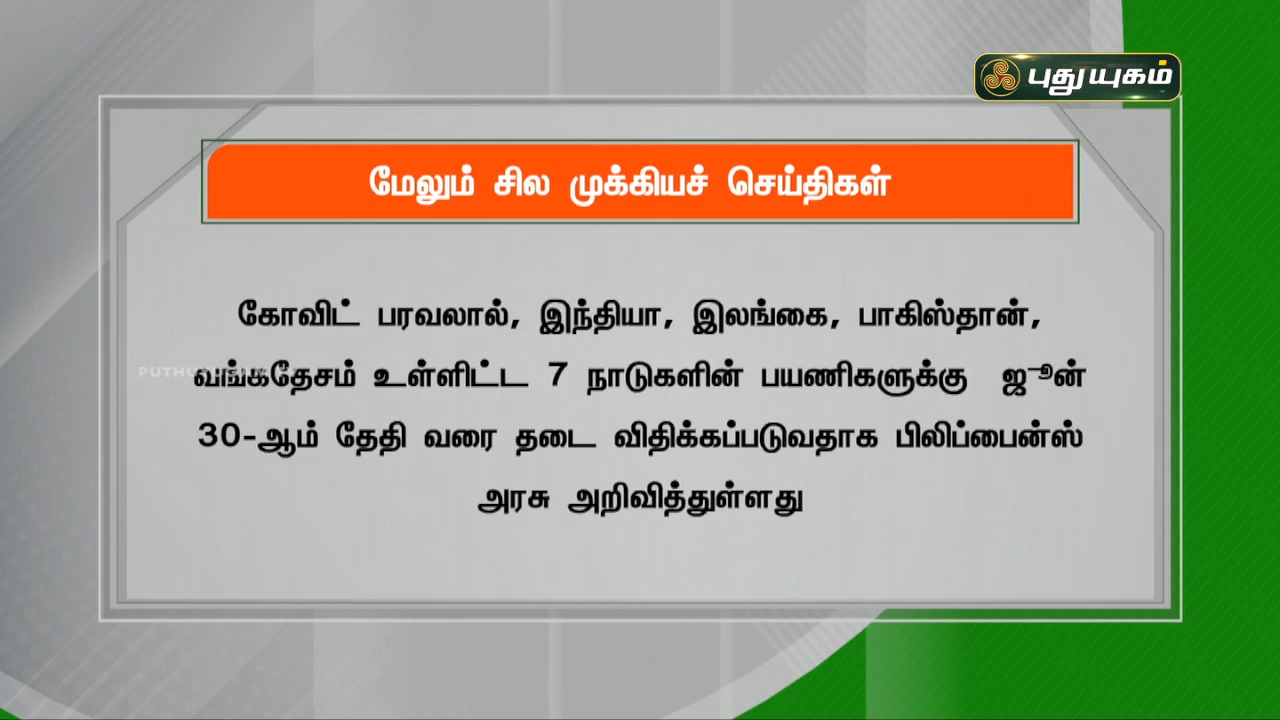 புதுயுகம்
மேலும் சில முக்கியச் செய்திகள்
கோவிட் பரவலால், இந்தியா, இலங்கை, பாகிஸ்தான்,
வங்கதேசம் உள்ளிட்ட 7 நாடுகளின் பயணிகளுக்கு ஜூன்
30-ஆம் தேதி வரை தடை விதிக்கப்படுவதாக பிலிப்பைன்ஸ்
அரசு அறிவித்துள்ளது